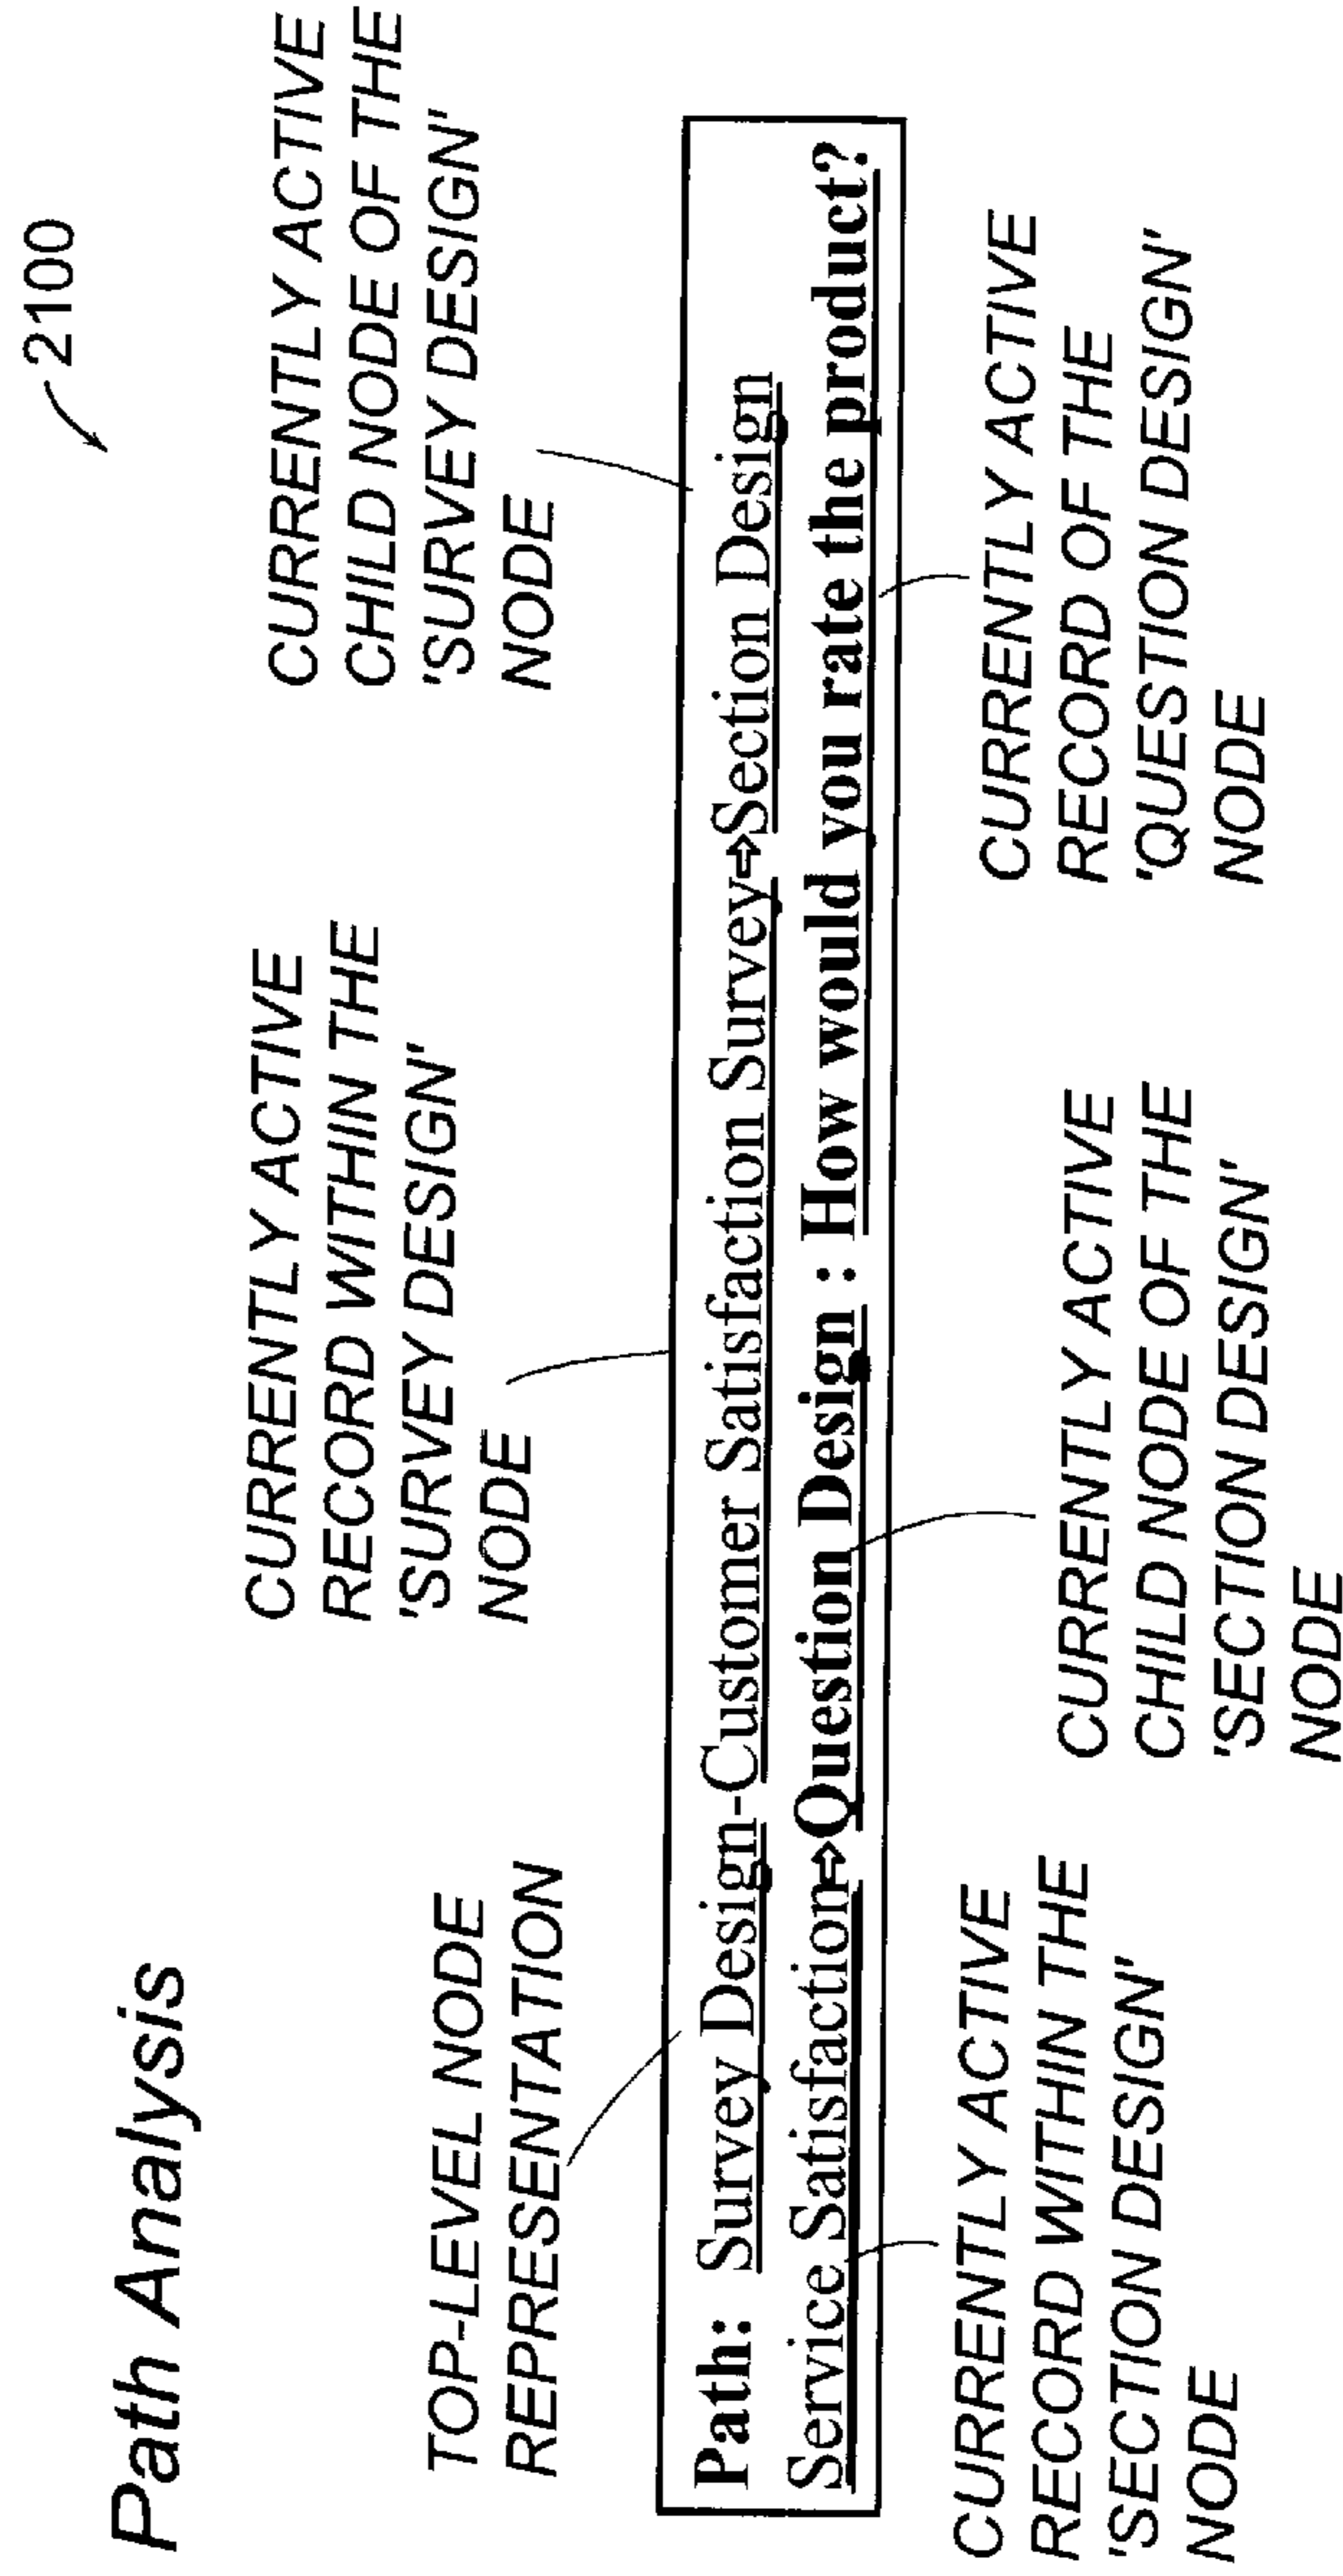 2100
Path Analysis
TOP-LEVEL NODE
REPRESENTATION
CURRENTLY ACTIVE
RECORD WITHIN THE
'SURVEY DESIGN'
NODE
CURRENTLY ACTIVE
CHILD NODE OF THE
'SURVEY DESIGN'
NODE
Path: Survey Design-Customer Satisfaction Survey⇨Section Design
Service Satisfaction⇨Question Design : How would you rate the product?
CURRENTLY ACTIVE
RECORD WITHIN THE
'SECTION DESIGN'
NODE
CURRENTLY ACTIVE
CHILD NODE OF THE
'SECTION DESIGN'
NODE
CURRENTLY ACTIVE
RECORD OF THE
'QUESTION DESIGN'
NODE